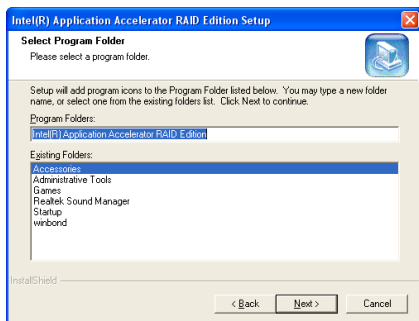 Intel(R) Application Accelerator RAID Edition Setup
Select Program Folder
Please select a program folder.
Setup will add program icons to the Program Folder listed below. You may type a new folder
name, or select one from the existing folders list. Click Next to continue.
Program Folders:
Intel(R) Application Accelerator RAID Edition
Existing Folders:
Accessories
Administrative Tools
Games
Realtek Sound Manager
Startup
winbond
InstallShield
< Back
Next >
Cancel